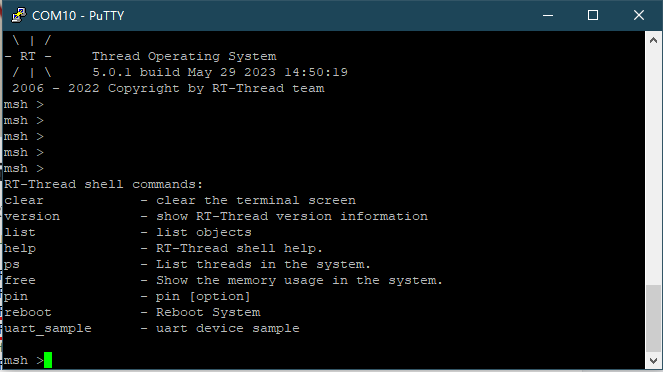 COM10 - PuTTY
 \ | /
- RT -     Thread Operating System
 / | \     5.0.1 build May 29 2023 14:50:19
 2006 - 2022 Copyright by RT-Thread team
msh >
msh >
msh >
msh >
msh >
RT-Thread shell commands:
clear            - clear the terminal screen
version          - show RT-Thread version information
list             - list objects
help             - RT-Thread shell help.
ps               - List threads in the system.
free             - Show the memory usage in the system.
pin              - pin [option]
reboot           - Reboot System
uart_sample      - uart device sample
msh >